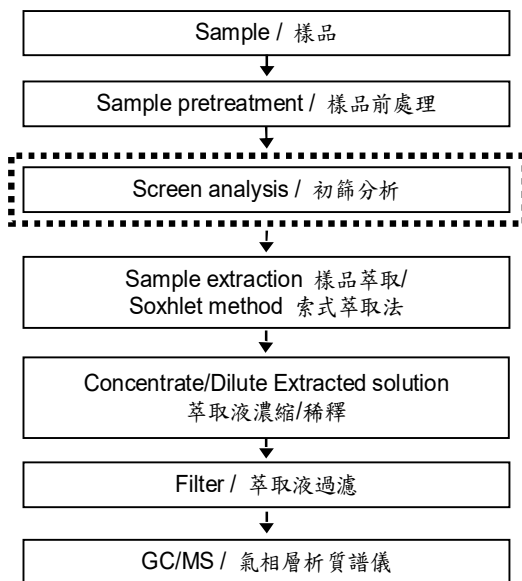 Sample / 樣品
Sample pretreatment / 樣品前處理
Screen analysis / 初篩分析
Sample extraction 樣品萃取/
Soxhlet method 索式萃取法
Concentrate/Dilute Extracted solution
萃取液濃縮/稀釋
Filter / 萃取液過濾
GC/MS / 氣相層析質譜儀